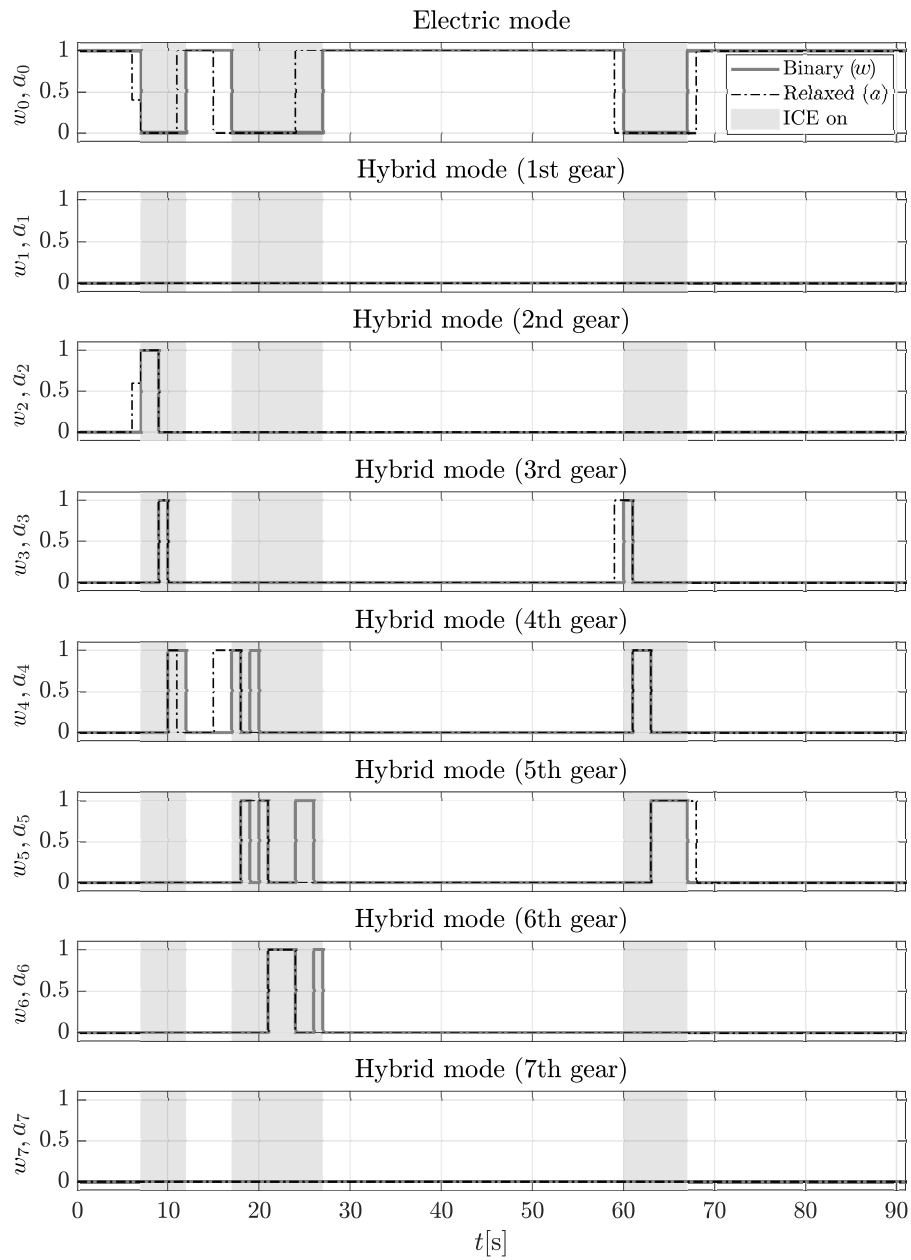 Electric mode
w₀, a₀
1
0.5
0
Binary (w)
Relaxed (a)
ICE on
Hybrid mode (1st gear)
w₁, a₁
1
0.5
0
Hybrid mode (2nd gear)
w₂, a₂
1
0.5
0
Hybrid mode (3rd gear)
w₃, a₃
1
0.5
0
Hybrid mode (4th gear)
w₄, a₄
1
0.5
0
Hybrid mode (5th gear)
w₅, a₅
1
0.5
0
Hybrid mode (6th gear)
w₆, a₆
1
0.5
0
Hybrid mode (7th gear)
w₇, a₇
1
0.5
0
0 10 20 30 40 50 60 70 80 90
t[s]